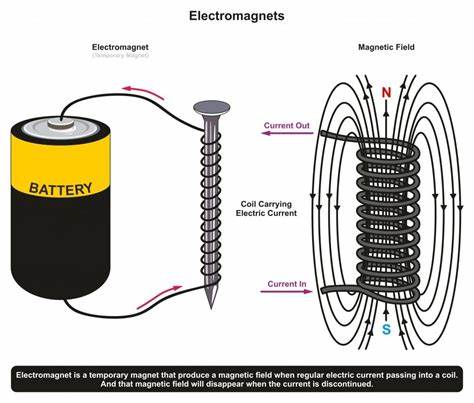 Electromagnets
Electromagnet
(Temporary Magnet)
Magnetic Field
N
Current Out
BATTERY
Coil Carrying
Electric Current
Current In
S
Electromagnet is a temporary magnet that produce a magnetic field when regular electric current passing into a coil.
And that magnetic field will disappear when the current is discontinued.